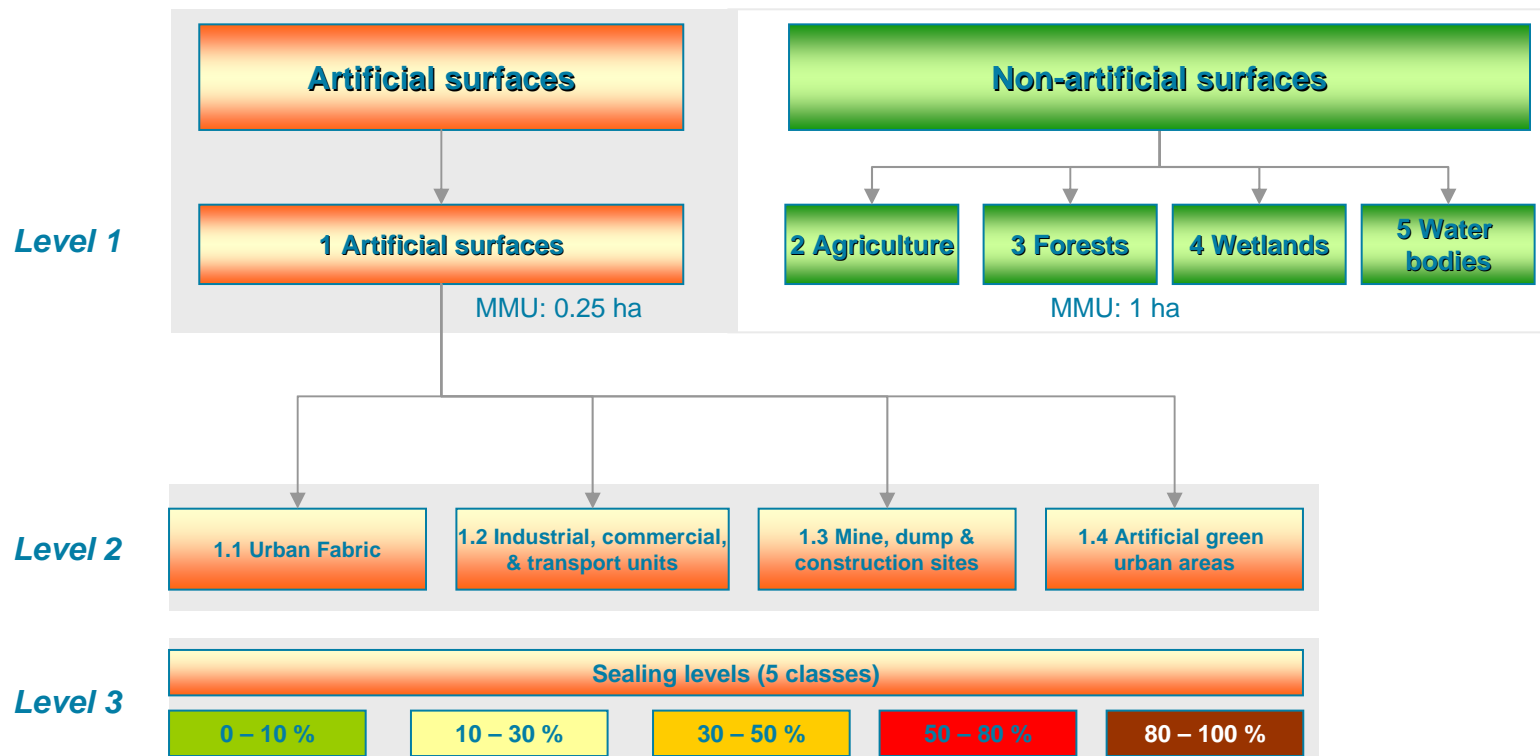 Artificial surfaces
Non-artificial surfaces
Level 1
1 Artificial surfaces
2 Agriculture
3 Forests
4 Wetlands
5 Water
bodies
MMU: 0.25 ha
MMU: 1 ha
Level 2
1.1 Urban Fabric
1.2 Industrial, commercial,
& transport units
1.3 Mine, dump &
construction sites
1.4 Artificial green
urban areas
Level 3
Sealing levels (5 classes)
0 – 10 %
10 – 30 %
30 – 50 %
50 – 80 %
80 – 100 %